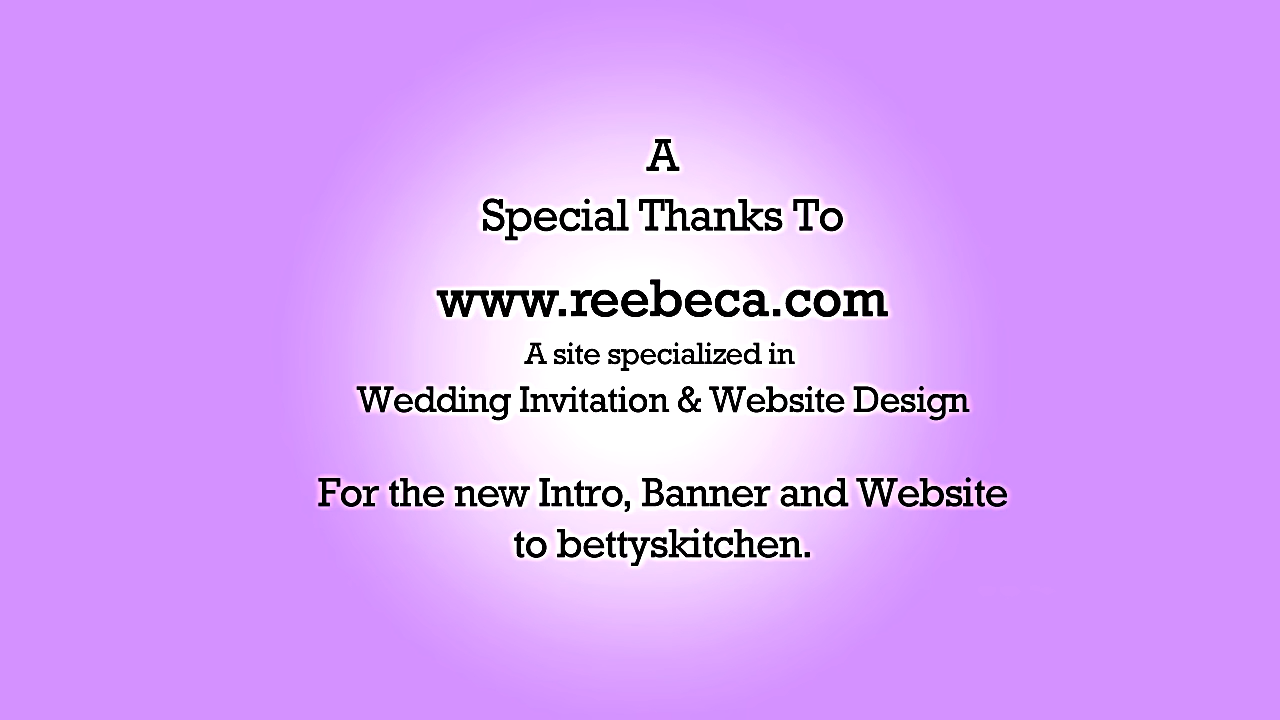 A
Special Thanks To
www.reebeca.com
A site specialized in
Wedding Invitation & Website Design
For the new Intro, Banner and Website
to bettyskitchen.